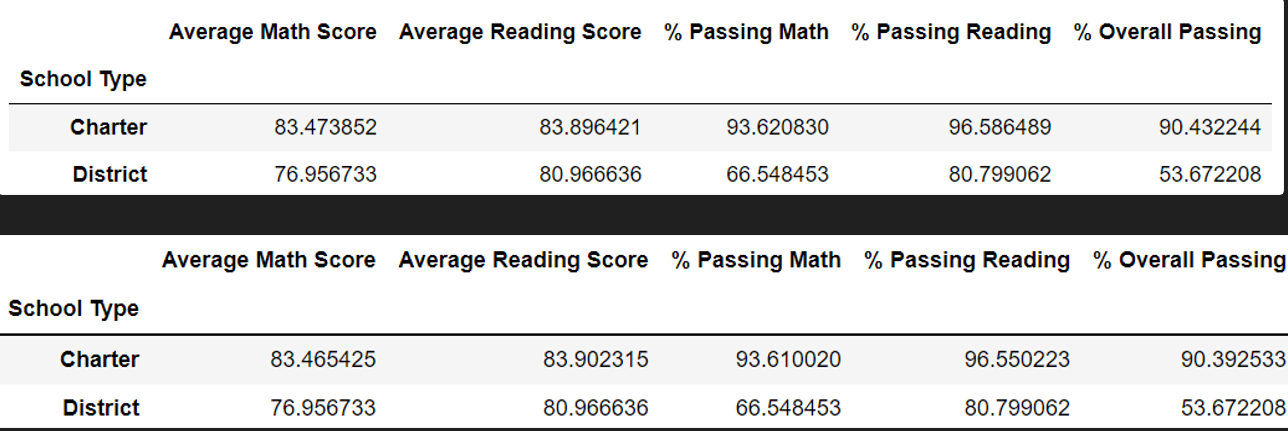 Average Math Score Average Reading Score % Passing Math % Passing Reading % Overall Passing
School Type
Charter 83.473852 83.896421 93.620830 96.586489 90.432244
District 76.956733 80.966636 66.548453 80.799062 53.672208
Average Math Score Average Reading Score % Passing Math % Passing Reading % Overall Passing
School Type
Charter 83.465425 83.902315 93.610020 96.550223 90.392533
District 76.956733 80.966636 66.548453 80.799062 53.672208